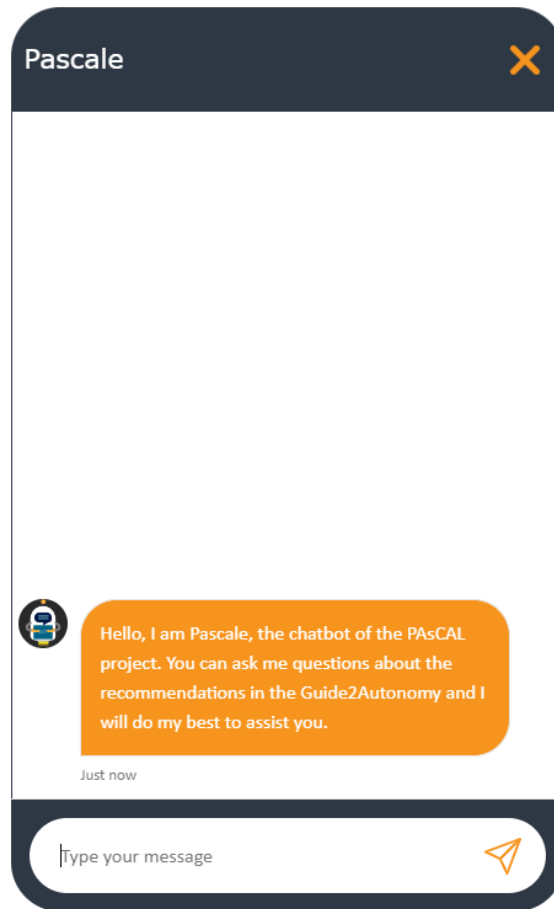 Pascale
Hello, I am Pascale, the chatbot of the PAsCAL
project. You can ask me questions about the
recommendations in the Guide2Autonomy and I
will do my best to assist you.
Just now
Type your message